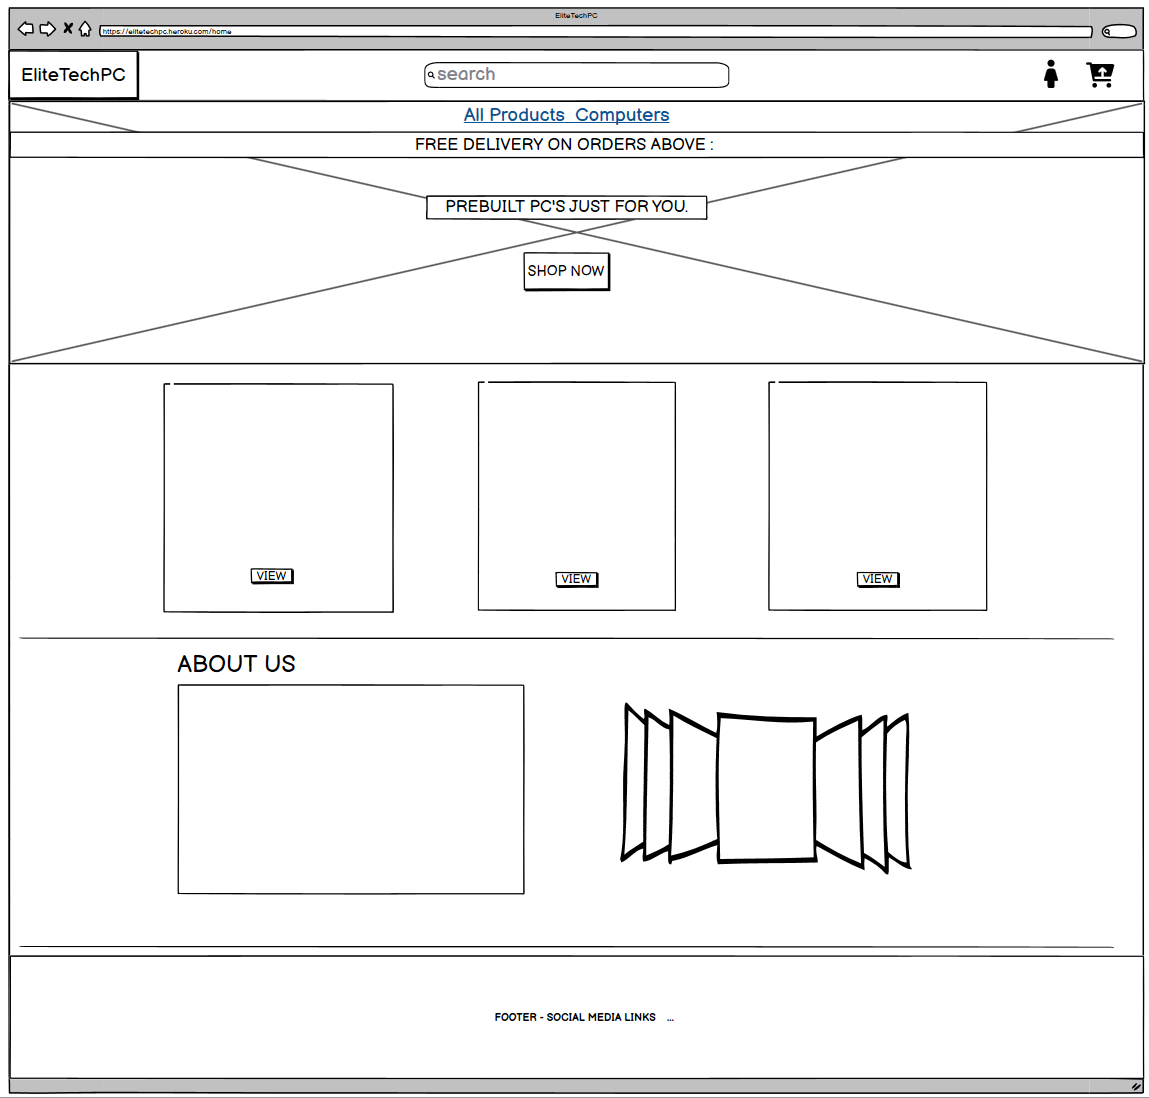 EliteTechPC
https://elitetechpc.heroku.com/home
EliteTechPC
search
All Products Computers
FREE DELIVERY ON ORDERS ABOVE :
PREBUILT PC'S JUST FOR YOU.
SHOP NOW
VIEW
VIEW
VIEW
ABOUT US
FOOTER - SOCIAL MEDIA LINKS ...